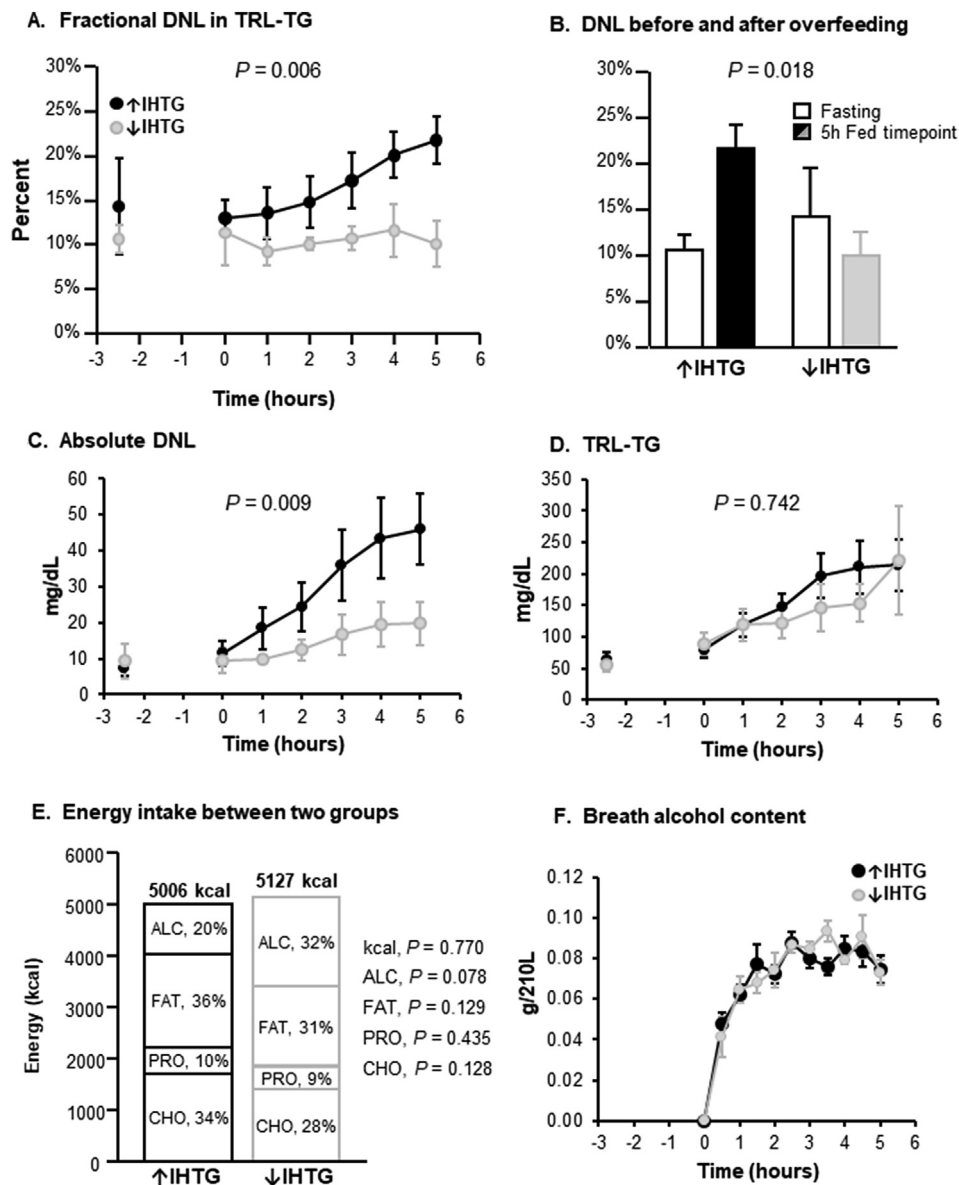 A. Fractional DNL in TRL-TG
P = 0.006
Percent
30%
25%
20%
15%
10%
5%
0%
↑IHTG
↓IHTG
-3 -2 -1 0 1 2 3 4 5 6
Time (hours)
B. DNL before and after overfeeding
P = 0.018
30%
25%
20%
15%
10%
5%
0%
Fasting
5h Fed timepoint
↑IHTG ↓IHTG
C. Absolute DNL
P = 0.009
mg/dL
60
50
40
30
20
10
0
-3 -2 -1 0 1 2 3 4 5 6
Time (hours)
D. TRL-TG
P = 0.742
mg/dL
350
300
250
200
150
100
50
0
-3 -2 -1 0 1 2 3 4 5 6
Time (hours)
E. Energy intake between two groups
Energy (kcal)
6000
5000
4000
3000
2000
1000
0
5006 kcal
ALC, 20%
FAT, 36%
PRO, 10%
CHO, 34%
5127 kcal
ALC, 32%
FAT, 31%
PRO, 9%
CHO, 28%
↑IHTG ↓IHTG
kcal, P = 0.770
ALC, P = 0.078
FAT, P = 0.129
PRO, P = 0.435
CHO, P = 0.128
F. Breath alcohol content
↑IHTG
↓IHTG
g/210L
0.12
0.10
0.08
0.06
0.04
0.02
0.00
-3 -2 -1 0 1 2 3 4 5 6
Time (hours)